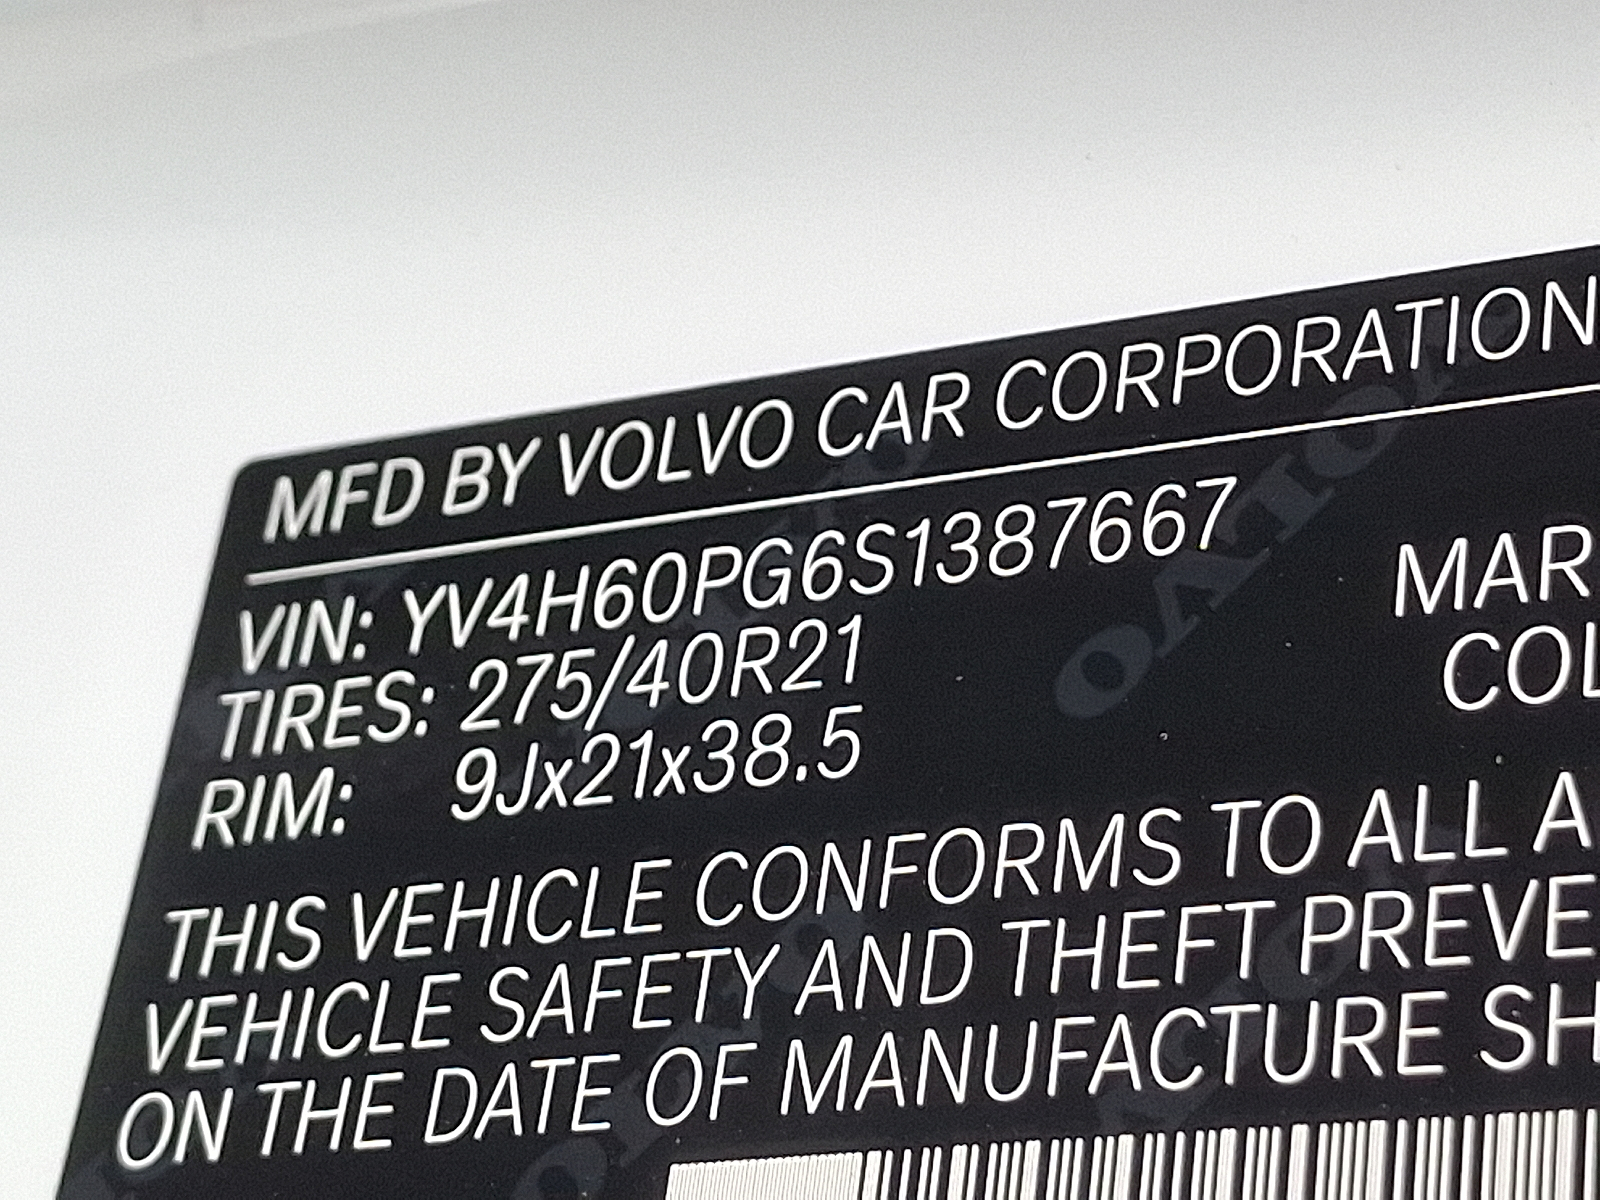 MFD BY VOLVO CAR CORPORATION
VIN: YV4H60PG6S1387667
TIRES: 275/40R21
RIM: 9Jx21x38.5
MAR
COL
THIS VEHICLE CONFORMS TO ALL A
VEHICLE SAFETY AND THEFT PREVE
ON THE DATE OF MANUFACTURE SH
VOLVO